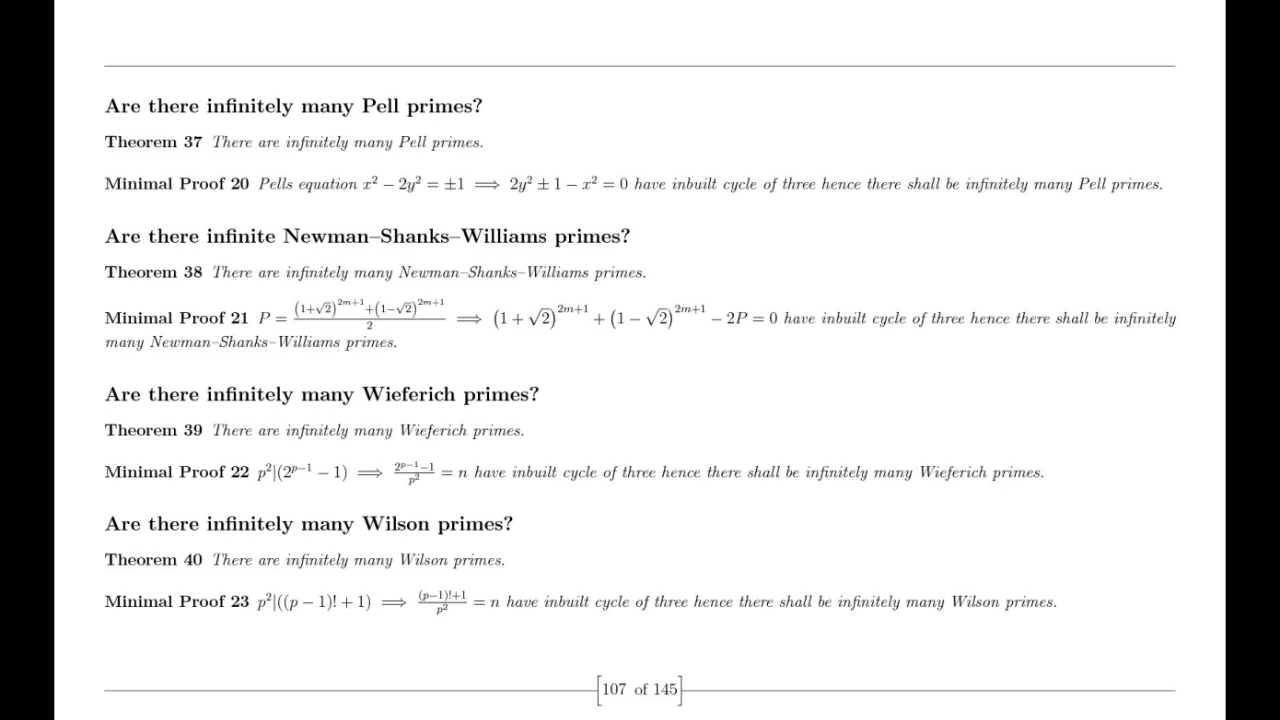 Are there infinitely many Pell primes?
Theorem 37 There are infinitely many Pell primes.
Minimal Proof 20 Pells equation x² − 2y² = ±1 ⟹ 2y² ± 1 − x² = 0 have inbuilt cycle of three hence there shall be infinitely many Pell primes.
Are there infinite Newman–Shanks–Williams primes?
Theorem 38 There are infinitely many Newman–Shanks–Williams primes.
Minimal Proof 21 P = \frac{(1+√2)^{2m+1}+(1−√2)^{2m+1}}{2} ⟹ (1 + √2)^{2m+1} + (1 − √2)^{2m+1} − 2P = 0 have inbuilt cycle of three hence there shall be infinitely
many Newman–Shanks–Williams primes.
Are there infinitely many Wieferich primes?
Theorem 39 There are infinitely many Wieferich primes.
Minimal Proof 22 p²|(2^{p−1} − 1) ⟹ \frac{2^{p−1}−1}{p²} = n have inbuilt cycle of three hence there shall be infinitely many Wieferich primes.
Are there infinitely many Wilson primes?
Theorem 40 There are infinitely many Wilson primes.
Minimal Proof 23 p²|((p − 1)! + 1) ⟹ \frac{(p−1)!+1}{p²} = n have inbuilt cycle of three hence there shall be infinitely many Wilson primes.
[107 of 145]